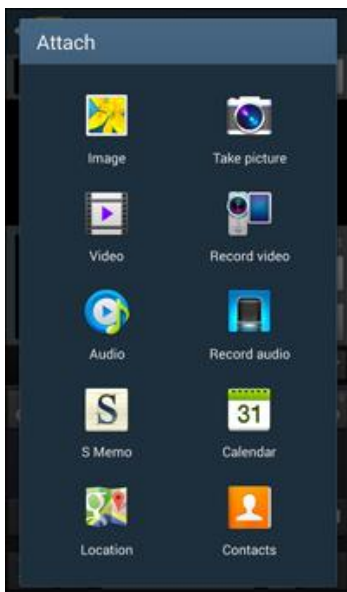 Attach
Image Take picture
Video Record video
Audio Record audio
S
31
S Memo Calendar
Location Contacts